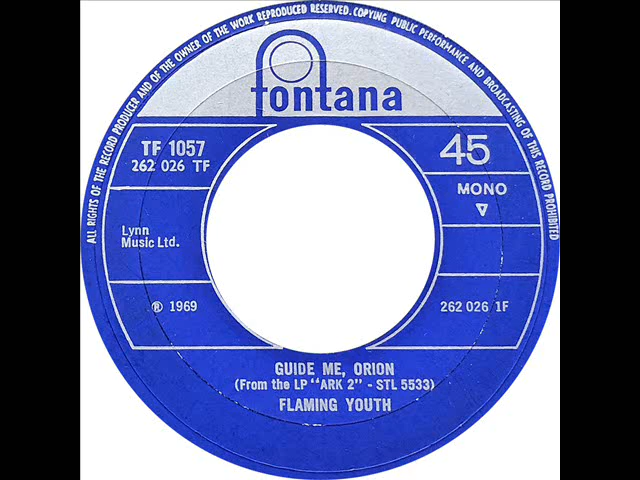 ALL RIGHTS OF THE RECORD PRODUCER AND OF THE OWNER OF THE WORK REPRODUCED RESERVED. COPYING PUBLIC PERFORMANCE AND BROADCASTING OF THIS RECORD PROHIBITED
fontana
TF 1057
262 026 TF
45
MONO
Lynn
Music Ltd.
℗ 1969
262 026 1F
GUIDE ME, ORION
(From the LP "ARK 2" - STL 5533)
FLAMING YOUTH